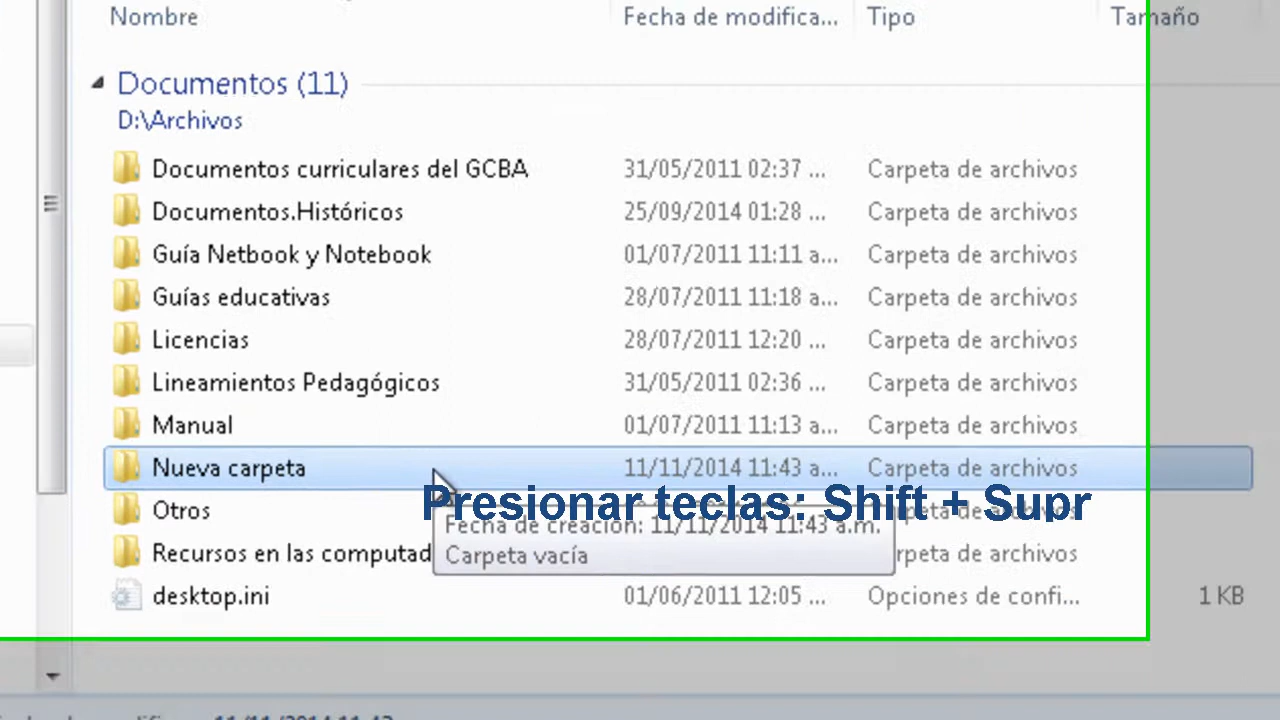 Nombre Fecha de modifica... Tipo Tamaño
Documentos (11)
D:\Archivos
Documentos curriculares del GCBA 31/05/2011 02:37 ... Carpeta de archivos
Documentos.Históricos 25/09/2014 01:28 ... Carpeta de archivos
Guía Netbook y Notebook 01/07/2011 11:11 a... Carpeta de archivos
Guías educativas 28/07/2011 11:18 a... Carpeta de archivos
Licencias 28/07/2011 12:20 ... Carpeta de archivos
Lineamientos Pedagógicos 31/05/2011 02:36 ... Carpeta de archivos
Manual 01/07/2011 11:13 a... Carpeta de archivos
Nueva carpeta 11/11/2014 11:43 a... Carpeta de archivos
Presionar teclas: Shift + Supr
Otros de archivos
Fecha de creación: 11/11/2014 11:43 a.m.
Recursos en las computad rpeta de archivos
Carpeta vacía
desktop.ini 01/06/2011 12:05 ... Opciones de confi... 1 KB